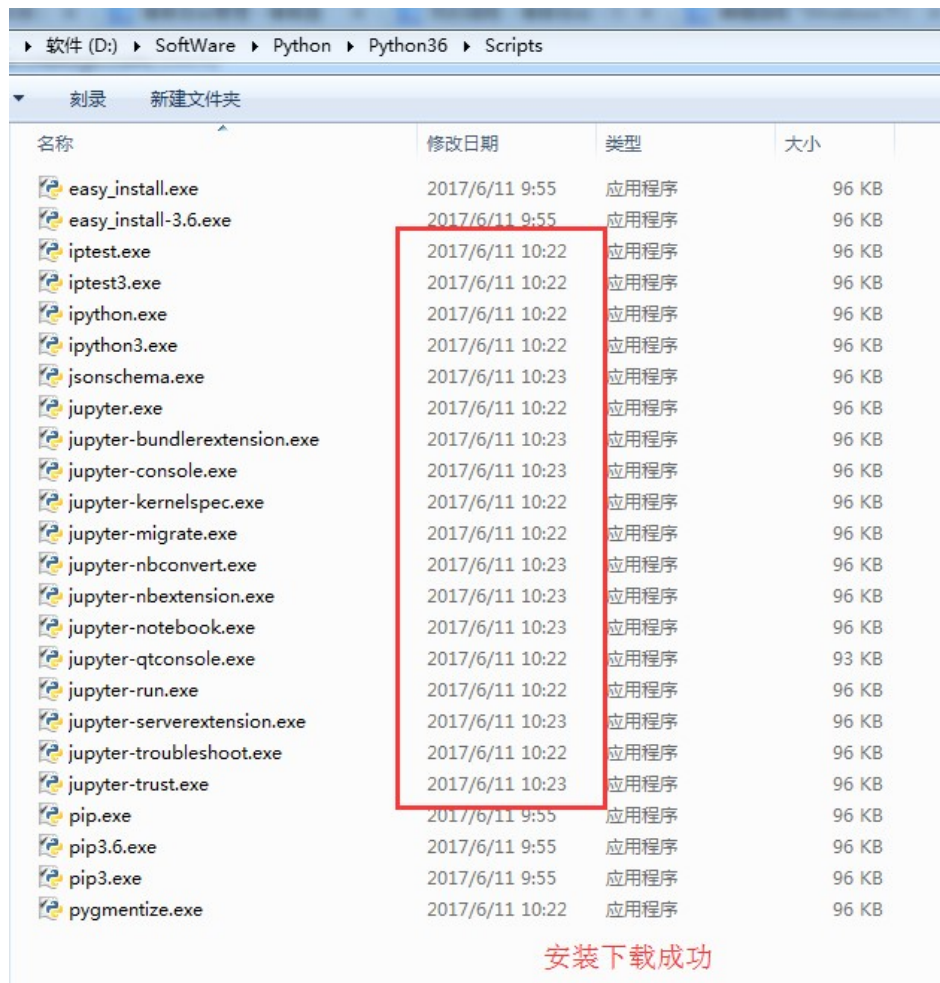 软件 (D:) ▸ SoftWare ▸ Python ▸ Python36 ▸ Scripts
刻录 新建文件夹
名称 修改日期 类型 大小
easy_install.exe 2017/6/11 9:55 应用程序 96 KB
easy_install-3.6.exe 2017/6/11 9:55 应用程序 96 KB
iptest.exe 2017/6/11 10:22 应用程序 96 KB
iptest3.exe 2017/6/11 10:22 应用程序 96 KB
ipython.exe 2017/6/11 10:22 应用程序 96 KB
ipython3.exe 2017/6/11 10:22 应用程序 96 KB
jsonschema.exe 2017/6/11 10:23 应用程序 96 KB
jupyter.exe 2017/6/11 10:22 应用程序 96 KB
jupyter-bundlerextension.exe 2017/6/11 10:23 应用程序 96 KB
jupyter-console.exe 2017/6/11 10:23 应用程序 96 KB
jupyter-kernelspec.exe 2017/6/11 10:22 应用程序 96 KB
jupyter-migrate.exe 2017/6/11 10:22 应用程序 96 KB
jupyter-nbconvert.exe 2017/6/11 10:23 应用程序 96 KB
jupyter-nbextension.exe 2017/6/11 10:23 应用程序 96 KB
jupyter-notebook.exe 2017/6/11 10:23 应用程序 96 KB
jupyter-qtconsole.exe 2017/6/11 10:22 应用程序 93 KB
jupyter-run.exe 2017/6/11 10:22 应用程序 96 KB
jupyter-serverextension.exe 2017/6/11 10:23 应用程序 96 KB
jupyter-troubleshoot.exe 2017/6/11 10:22 应用程序 96 KB
jupyter-trust.exe 2017/6/11 10:23 应用程序 96 KB
pip.exe 2017/6/11 9:55 应用程序 96 KB
pip3.6.exe 2017/6/11 9:55 应用程序 96 KB
pip3.exe 2017/6/11 9:55 应用程序 96 KB
pygmentize.exe 2017/6/11 10:22 应用程序 96 KB
安装下载成功